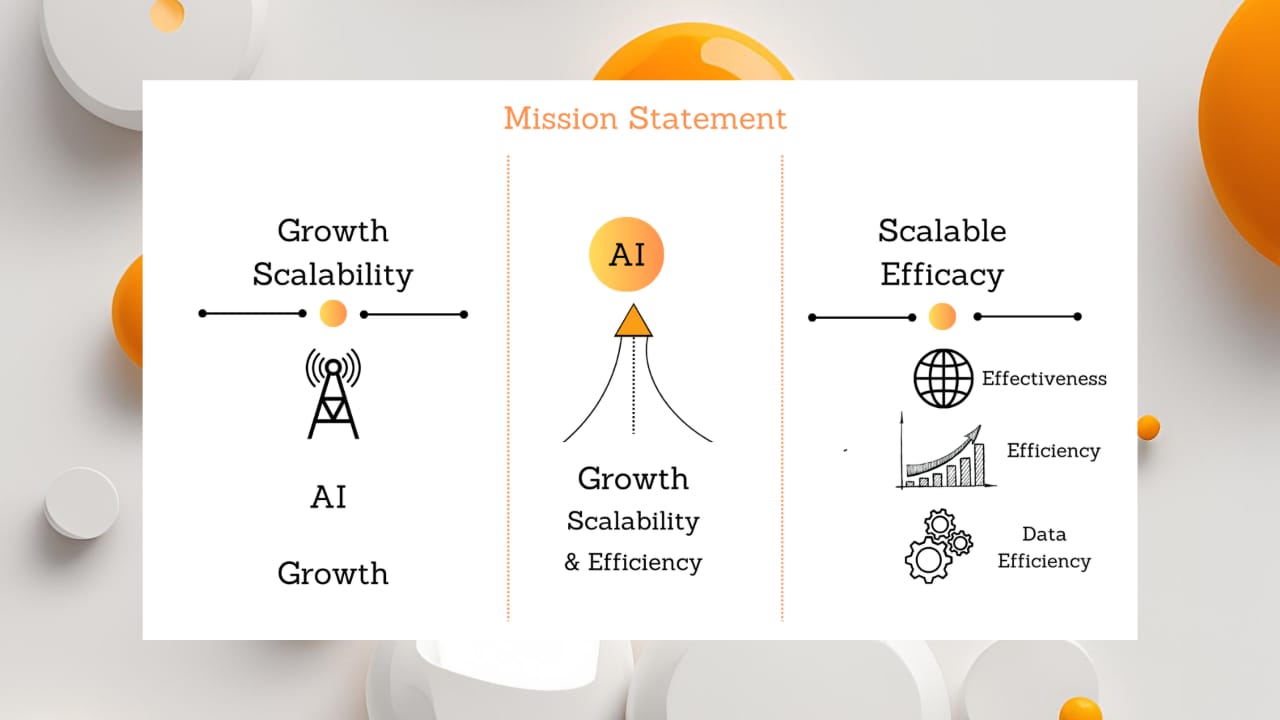 Mission Statement
Growth
Scalability
AI
Growth
AI
Growth
Scalability
& Efficiency
Scalable
Efficacy
Effectiveness
Efficiency
Data
Efficiency